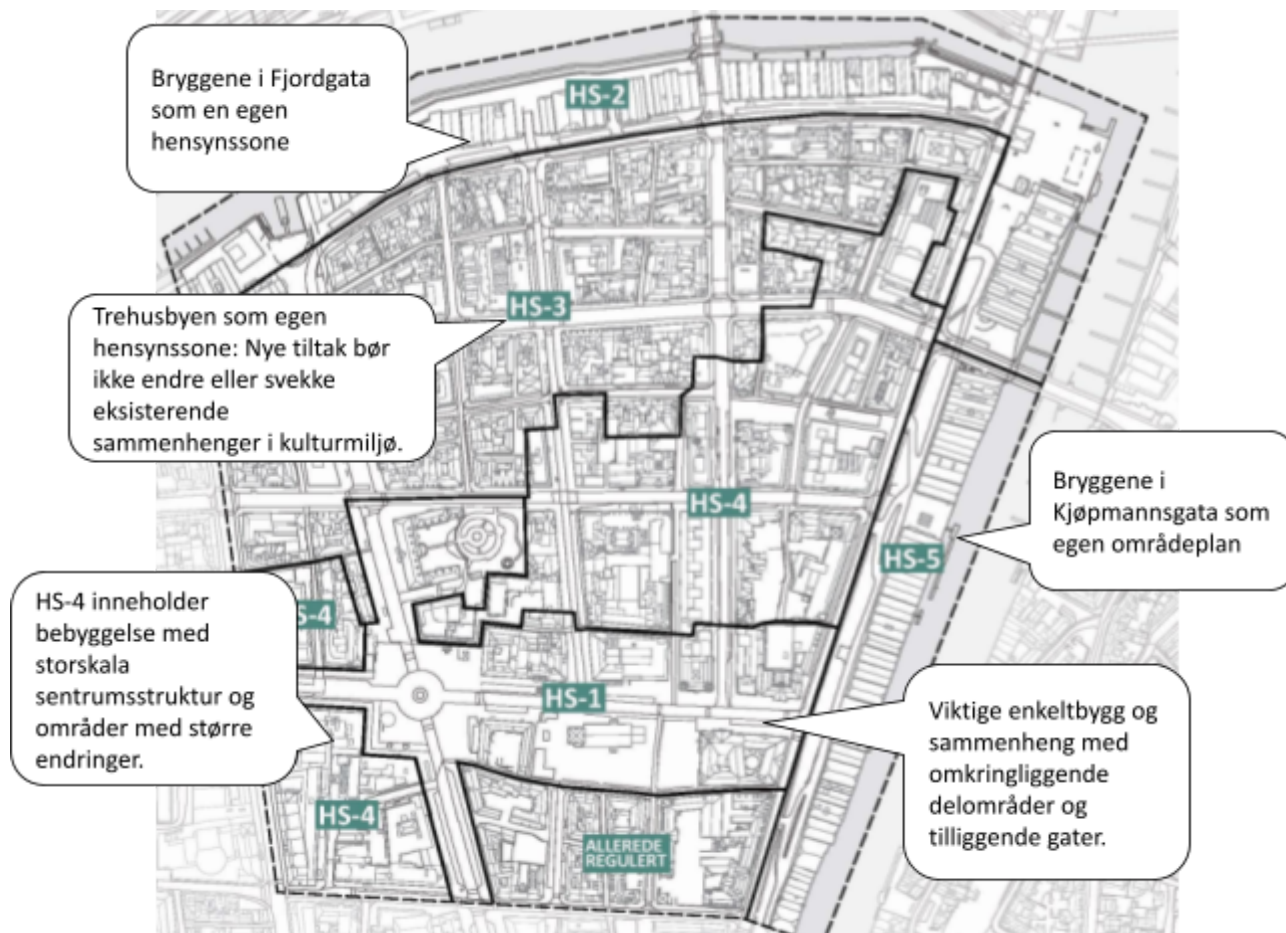 Bryggene i Fjordgata
som en egen
hensynssone
HS-2
Trehusbyen som egen
hensynssone: Nye tiltak bør
ikke endre eller svekke
eksisterende
sammenhenger i kulturmiljø.
HS-3
HS-4
Bryggene i
Kjøpmannsgata som
egen områdeplan
HS-5
HS-4 inneholder
bebyggelse med
storskala
sentrumsstruktur og
områder med større
endringer.
S-4
HS-1
Viktige enkeltbygg og
sammenheng med
omkringliggende
delområder og
tilliggende gater.
HS-4
ALLEREDE
REGULERT